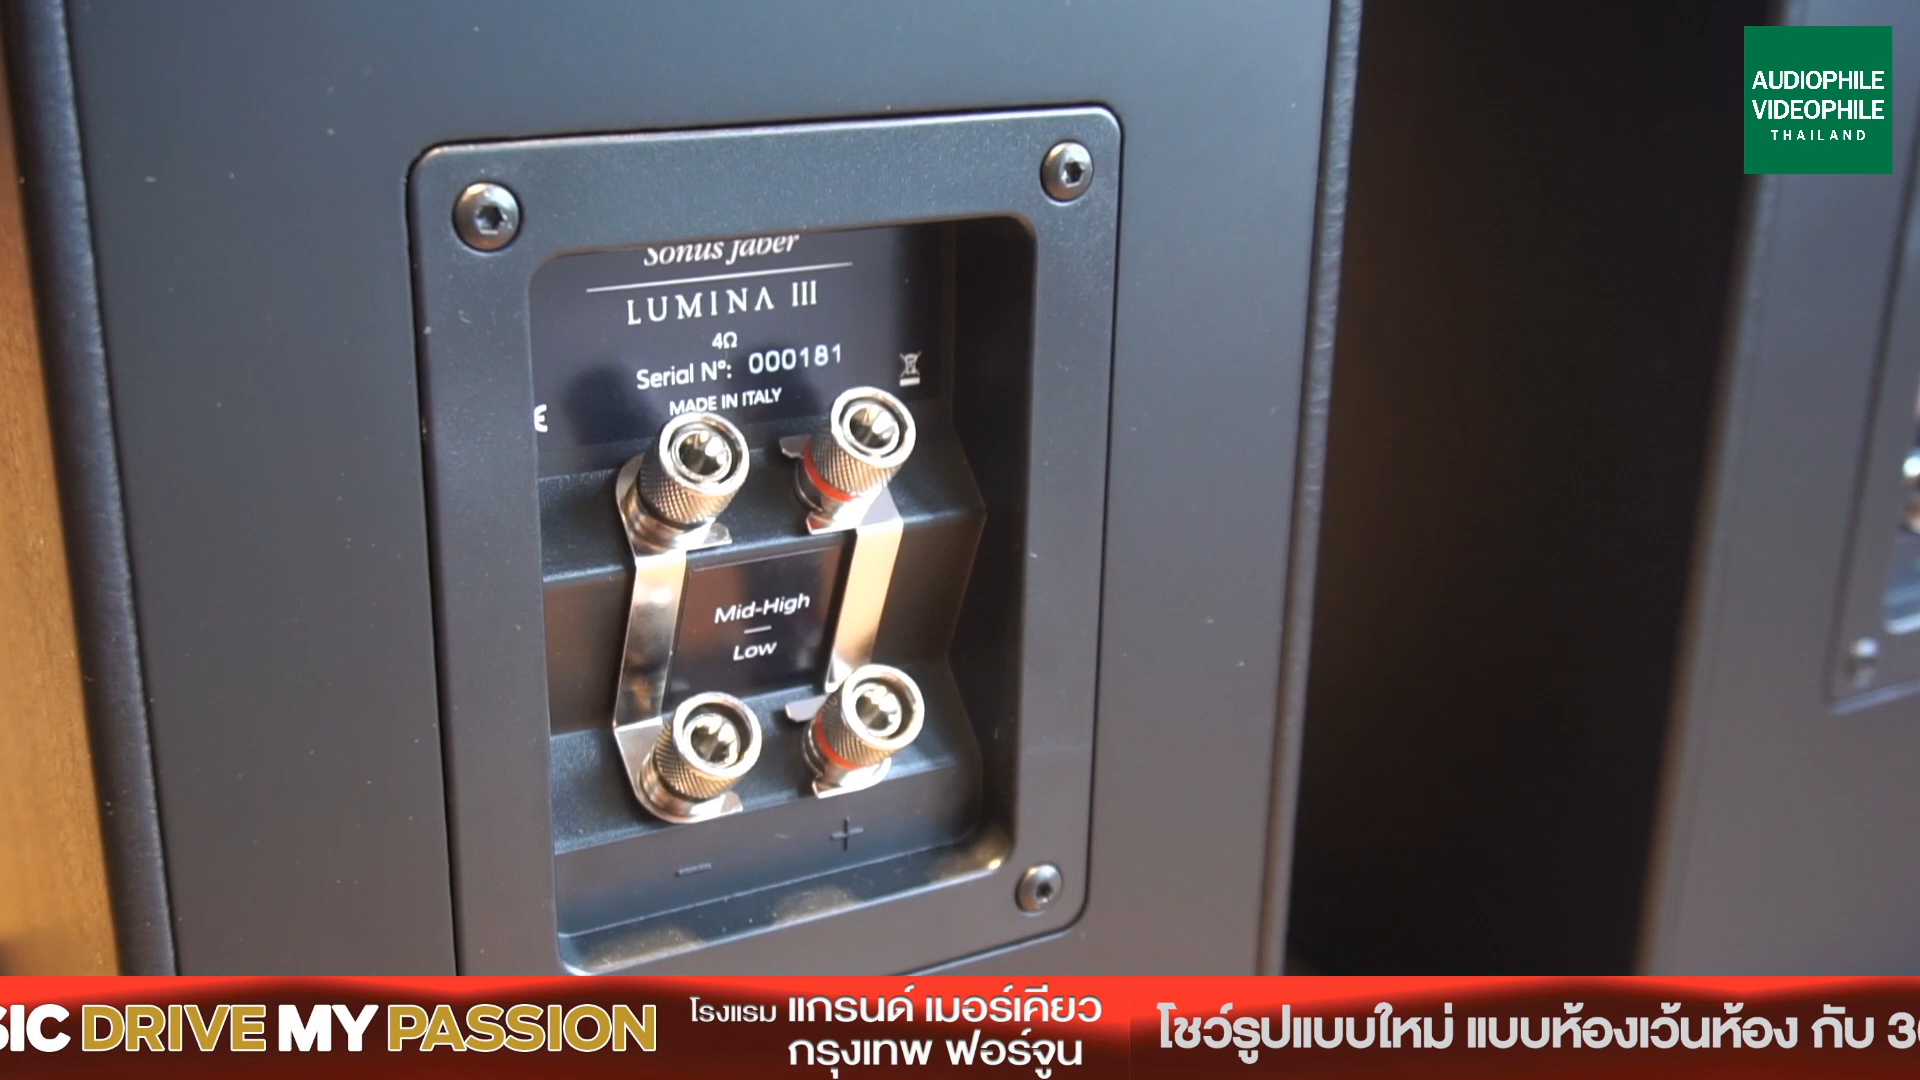 AUDIOPHILE
VIDEOPHILE
THAILAND
Sonus faber
LUMINA III
4Ω
Serial Nº: 000181
MADE IN ITALY
Mid-High
Low
+
−
SIC DRIVE MY PASSION
โรงแรม แกรนด์ เมอร์เคียว
กรุงเทพ ฟอร์จูน
โชว์รูปแบบใหม่ แบบห้องเว้นห้อง กับ